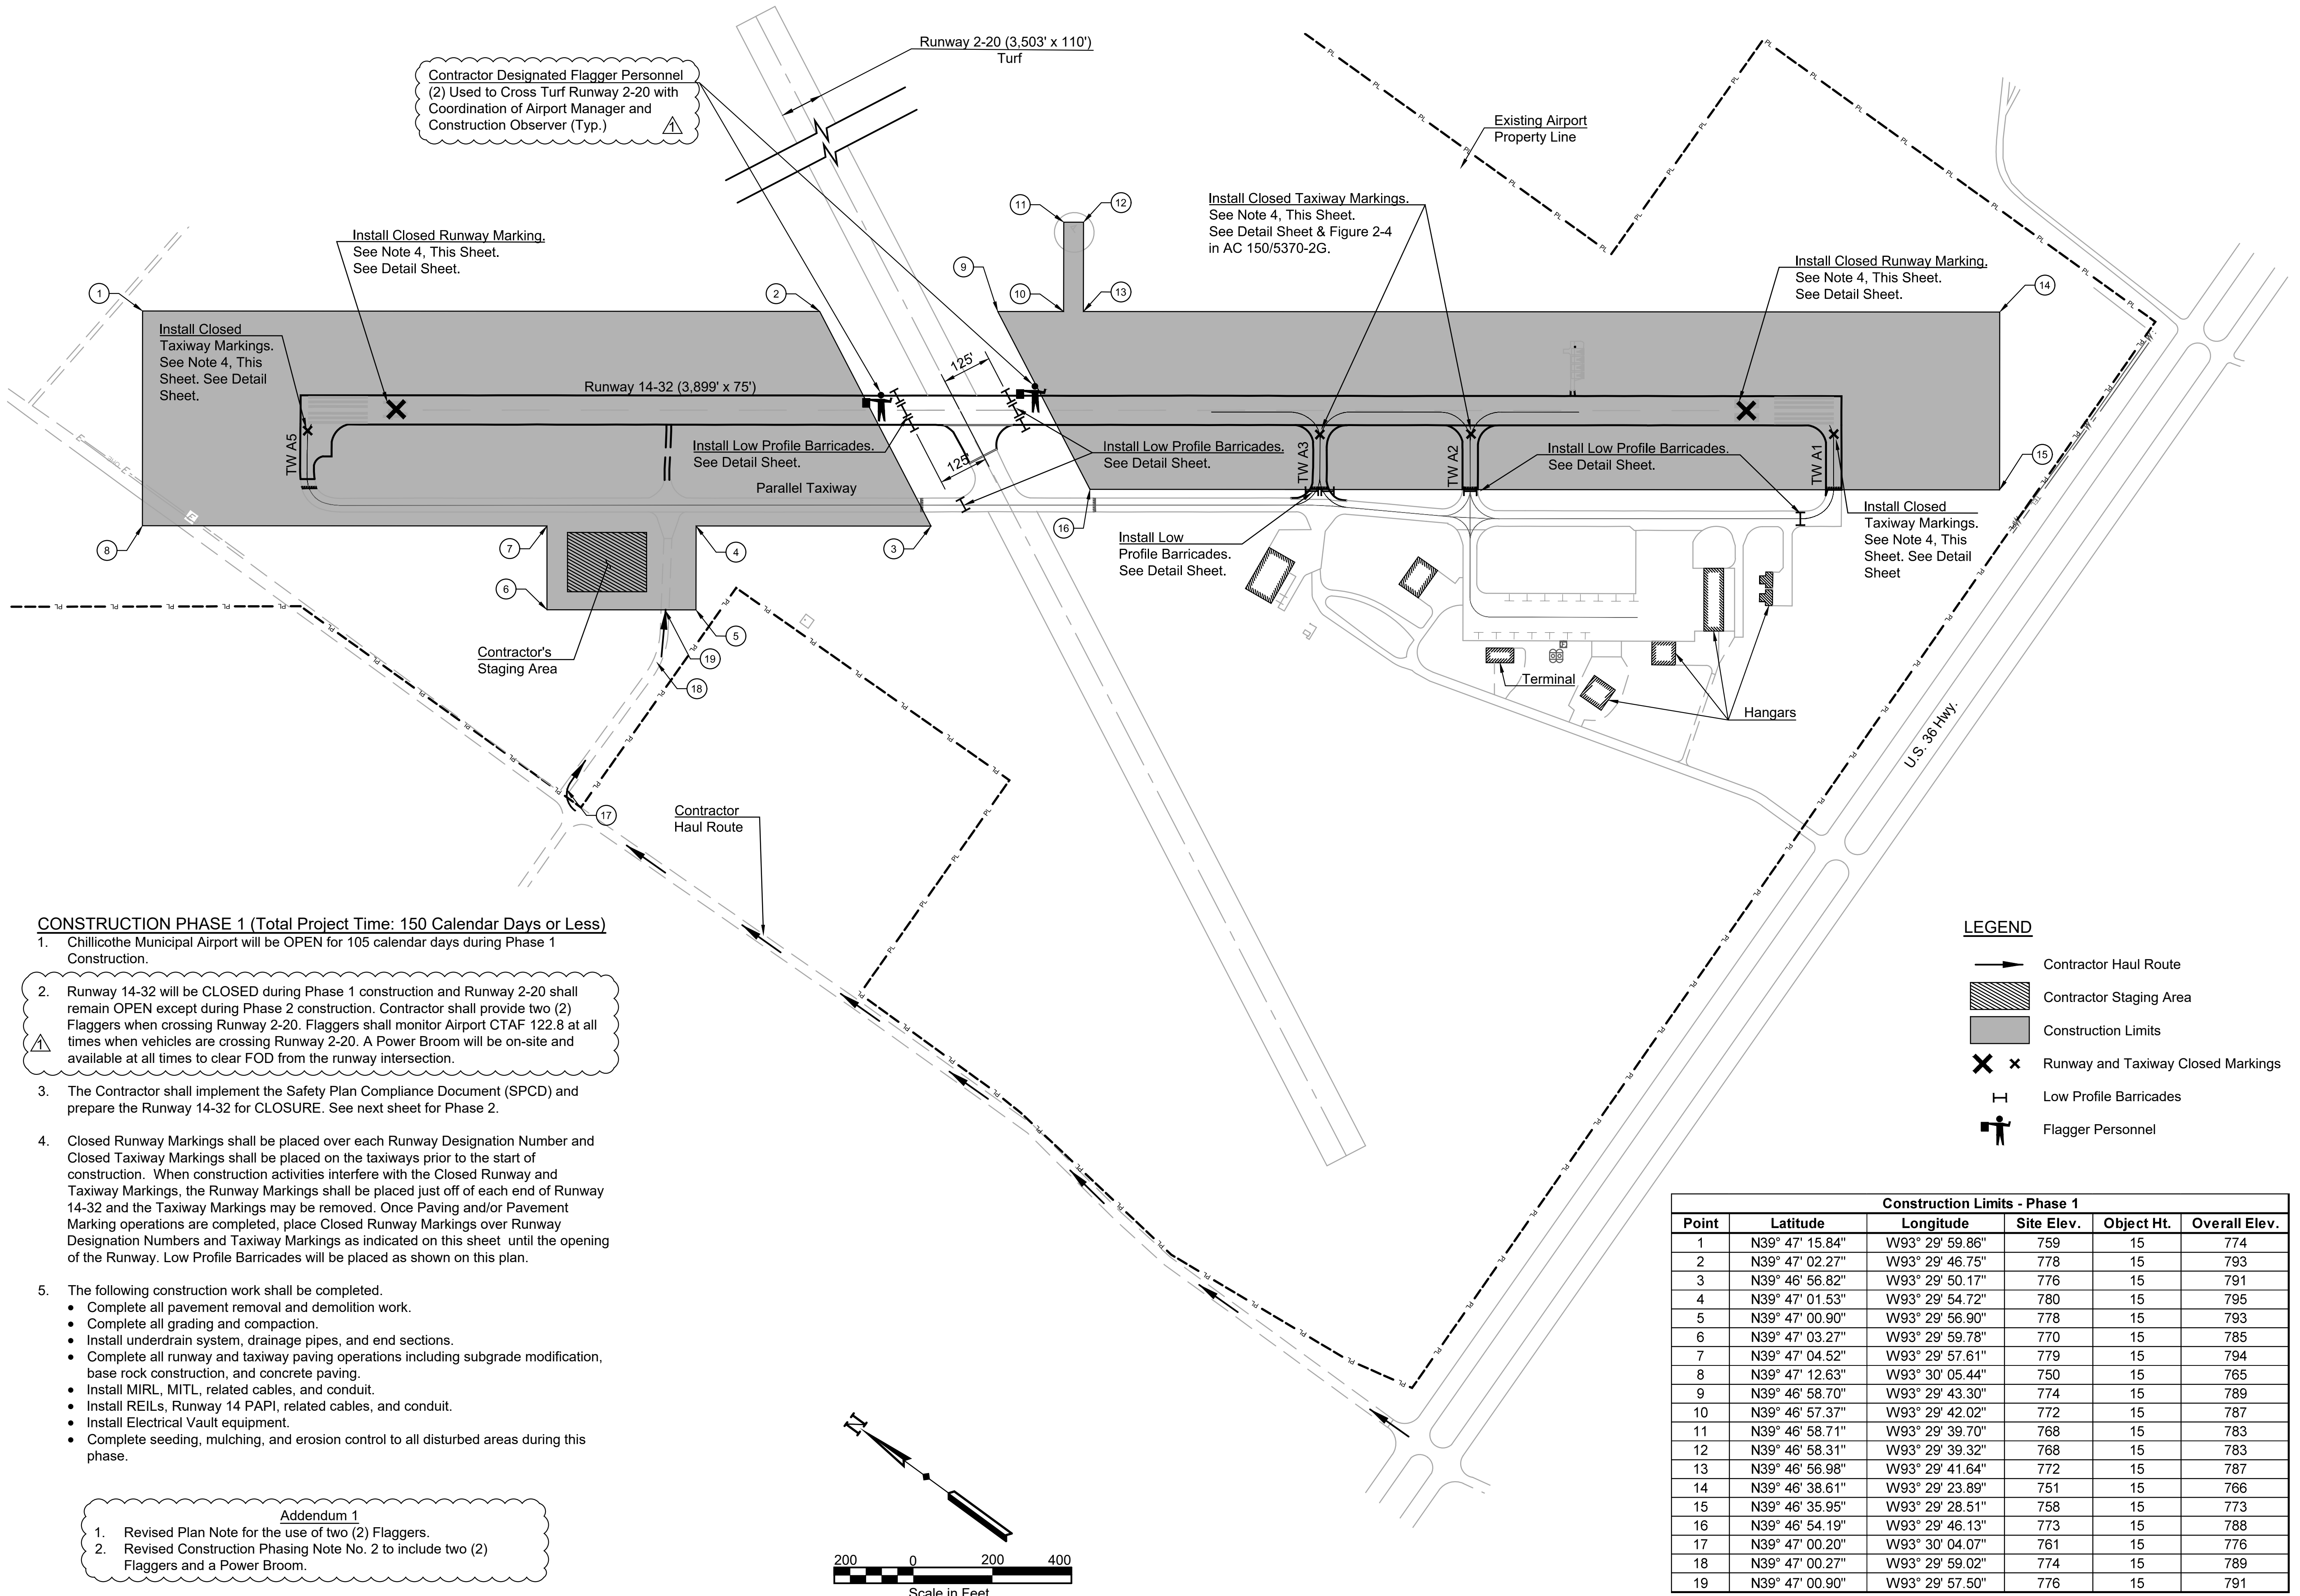 Runway 2-20 (3,503' x 110')
Turf
Contractor Designated Flagger Personnel
(2) Used to Cross Turf Runway 2-20 with
Coordination of Airport Manager and
Construction Observer (Typ.)
1
Existing Airport
Property Line
Install Closed Runway Marking.
See Note 4, This Sheet.
See Detail Sheet.
11
12
9
10
13
Install Closed Taxiway Markings.
See Note 4, This Sheet.
See Detail Sheet & Figure 2-4
in AC 150/5370-2G.
Install Closed Runway Marking.
See Note 4, This Sheet.
See Detail Sheet.
1
2
14
Install Closed
Taxiway Markings.
See Note 4, This
Sheet. See Detail
Sheet.
Runway 14-32 (3,899' x 75')
125'
125'
TW A5
Install Low Profile Barricades.
See Detail Sheet.
Parallel Taxiway
Install Low Profile Barricades.
See Detail Sheet.
TW A3
TW A2
Install Low Profile Barricades.
See Detail Sheet.
TW A1
15
8
7
4
3
16
6
5
Install Low
Profile Barricades.
See Detail Sheet.
Install Closed
Taxiway Markings.
See Note 4, This
Sheet. See Detail
Sheet
Contractor's
Staging Area
19
18
17
Terminal
Hangars
U.S. 36 Hwy.
Contractor
Haul Route
PL
E
CONSTRUCTION PHASE 1 (Total Project Time: 150 Calendar Days or Less)
1. Chillicothe Municipal Airport will be OPEN for 105 calendar days during Phase 1
Construction.
2. Runway 14-32 will be CLOSED during Phase 1 construction and Runway 2-20 shall
remain OPEN except during Phase 2 construction. Contractor shall provide two (2)
Flaggers when crossing Runway 2-20. Flaggers shall monitor Airport CTAF 122.8 at all
times when vehicles are crossing Runway 2-20. A Power Broom will be on-site and
available at all times to clear FOD from the runway intersection.
1
3. The Contractor shall implement the Safety Plan Compliance Document (SPCD) and
prepare the Runway 14-32 for CLOSURE. See next sheet for Phase 2.
4. Closed Runway Markings shall be placed over each Runway Designation Number and
Closed Taxiway Markings shall be placed on the taxiways prior to the start of
construction. When construction activities interfere with the Closed Runway and
Taxiway Markings, the Runway Markings shall be placed just off of each end of Runway
14-32 and the Taxiway Markings may be removed. Once Paving and/or Pavement
Marking operations are completed, place Closed Runway Markings over Runway
Designation Numbers and Taxiway Markings as indicated on this sheet until the opening
of the Runway. Low Profile Barricades will be placed as shown on this plan.
5. The following construction work shall be completed.
• Complete all pavement removal and demolition work.
• Complete all grading and compaction.
• Install underdrain system, drainage pipes, and end sections.
• Complete all runway and taxiway paving operations including subgrade modification,
base rock construction, and concrete paving.
• Install MIRL, MITL, related cables, and conduit.
• Install REILs, Runway 14 PAPI, related cables, and conduit.
• Install Electrical Vault equipment.
• Complete seeding, mulching, and erosion control to all disturbed areas during this
phase.
Addendum 1
1. Revised Plan Note for the use of two (2) Flaggers.
2. Revised Construction Phasing Note No. 2 to include two (2)
Flaggers and a Power Broom.
N
200 0 200 400
Scale in Feet
LEGEND
Contractor Haul Route
Contractor Staging Area
Construction Limits
Runway and Taxiway Closed Markings
Low Profile Barricades
Flagger Personnel
Construction Limits - Phase 1
Point Latitude Longitude Site Elev. Object Ht. Overall Elev.
1 N39° 47' 15.84" W93° 29' 59.86" 759 15 774
2 N39° 47' 02.27" W93° 29' 46.75" 778 15 793
3 N39° 46' 56.82" W93° 29' 50.17" 776 15 791
4 N39° 47' 01.53" W93° 29' 54.72" 780 15 795
5 N39° 47' 00.90" W93° 29' 56.90" 778 15 793
6 N39° 47' 03.27" W93° 29' 59.78" 770 15 785
7 N39° 47' 04.52" W93° 29' 57.61" 779 15 794
8 N39° 47' 12.63" W93° 30' 05.44" 750 15 765
9 N39° 46' 58.70" W93° 29' 43.30" 774 15 789
10 N39° 46' 57.37" W93° 29' 42.02" 772 15 787
11 N39° 46' 58.71" W93° 29' 39.70" 768 15 783
12 N39° 46' 58.31" W93° 29' 39.32" 768 15 783
13 N39° 46' 56.98" W93° 29' 41.64" 772 15 787
14 N39° 46' 38.61" W93° 29' 23.89" 751 15 766
15 N39° 46' 35.95" W93° 29' 28.51" 758 15 773
16 N39° 46' 54.19" W93° 29' 46.13" 773 15 788
17 N39° 47' 00.20" W93° 30' 04.07" 761 15 776
18 N39° 47' 00.27" W93° 29' 59.02" 774 15 789
19 N39° 47' 00.90" W93° 29' 57.50" 776 15 791